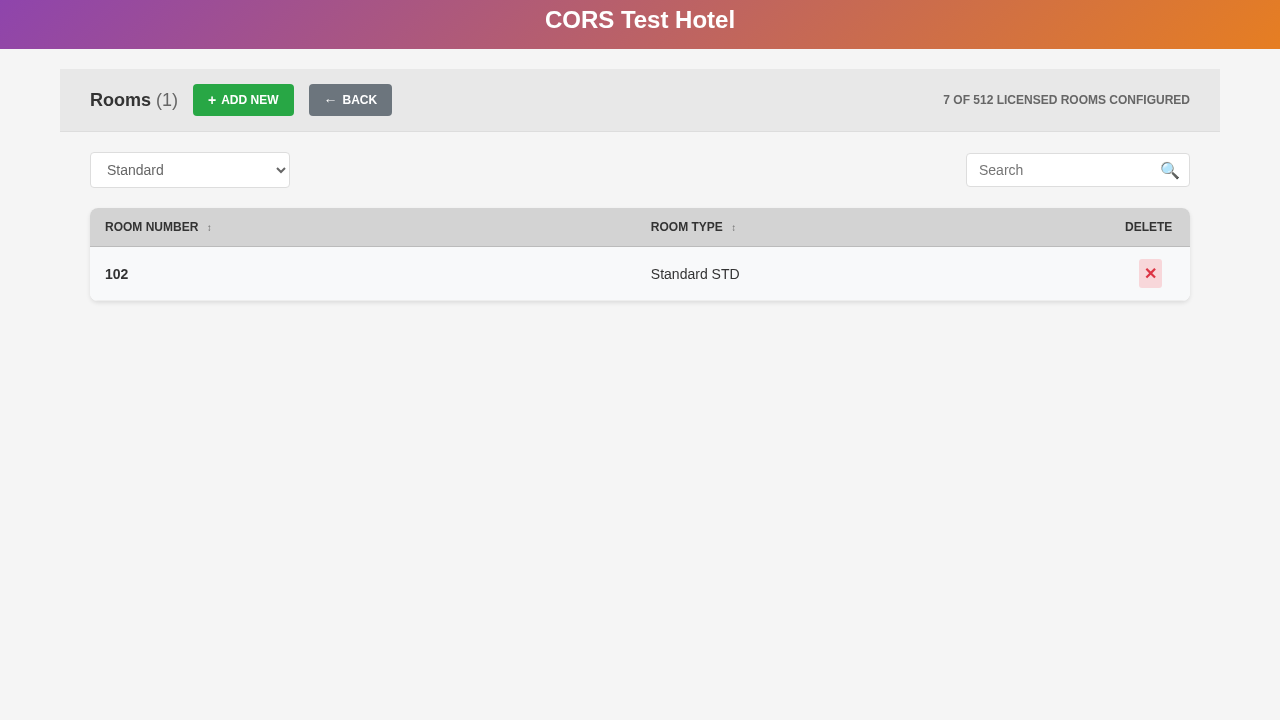 CORS Test Hotel
Rooms (1)
+ ADD NEW
← BACK
7 OF 512 LICENSED ROOMS CONFIGURED
Standard
Search
ROOM NUMBER ↕
ROOM TYPE ↕
DELETE
102
Standard STD
✕